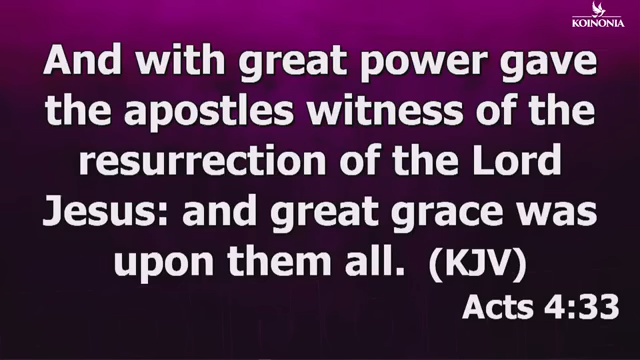 KOINONIA
And with great power gave
the apostles witness of the
resurrection of the Lord
Jesus: and great grace was
upon them all. (KJV)
Acts 4:33